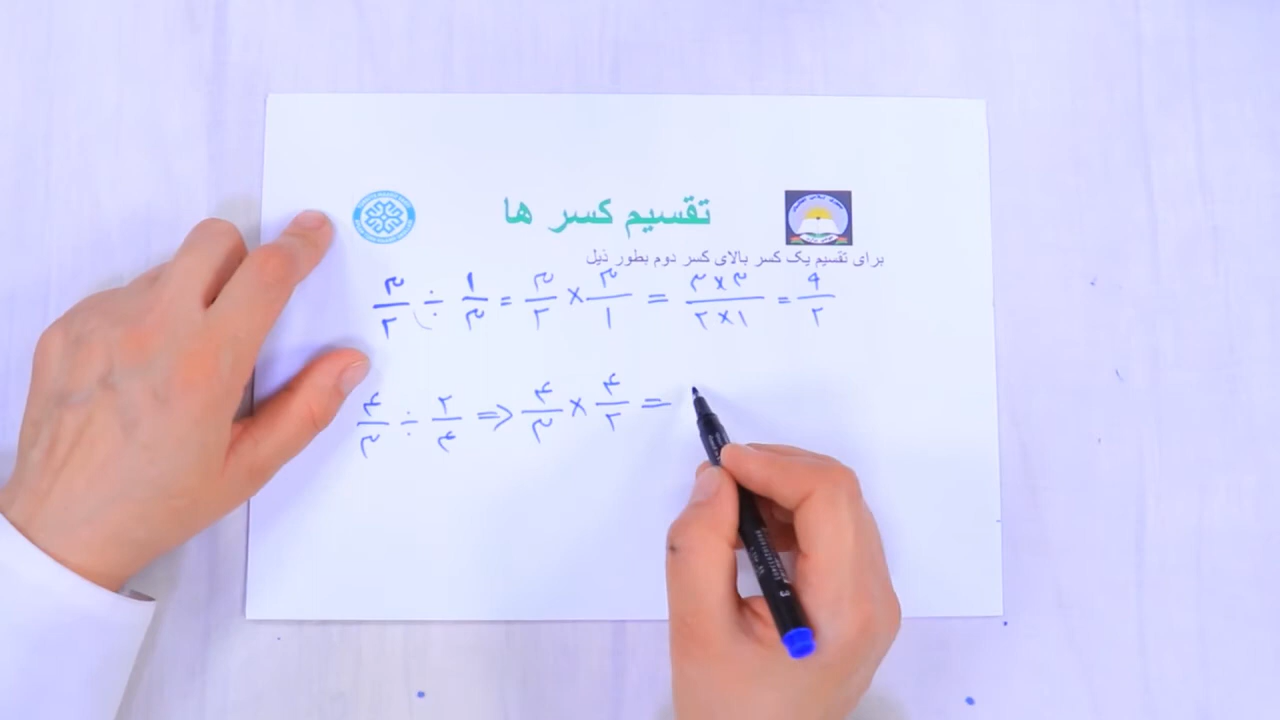 تقسیم کسر ها
برای تقسیم یک کسر بالای کسر دوم بطور ذیل
۳/۲ ÷ ۱/۳ = ۳/۲ × ۳/۱ = ۳×۳/۲×۱ = ۹/۲
۴/۳ ÷ ۲/۴ => ۴/۳ × ۴/۲ =